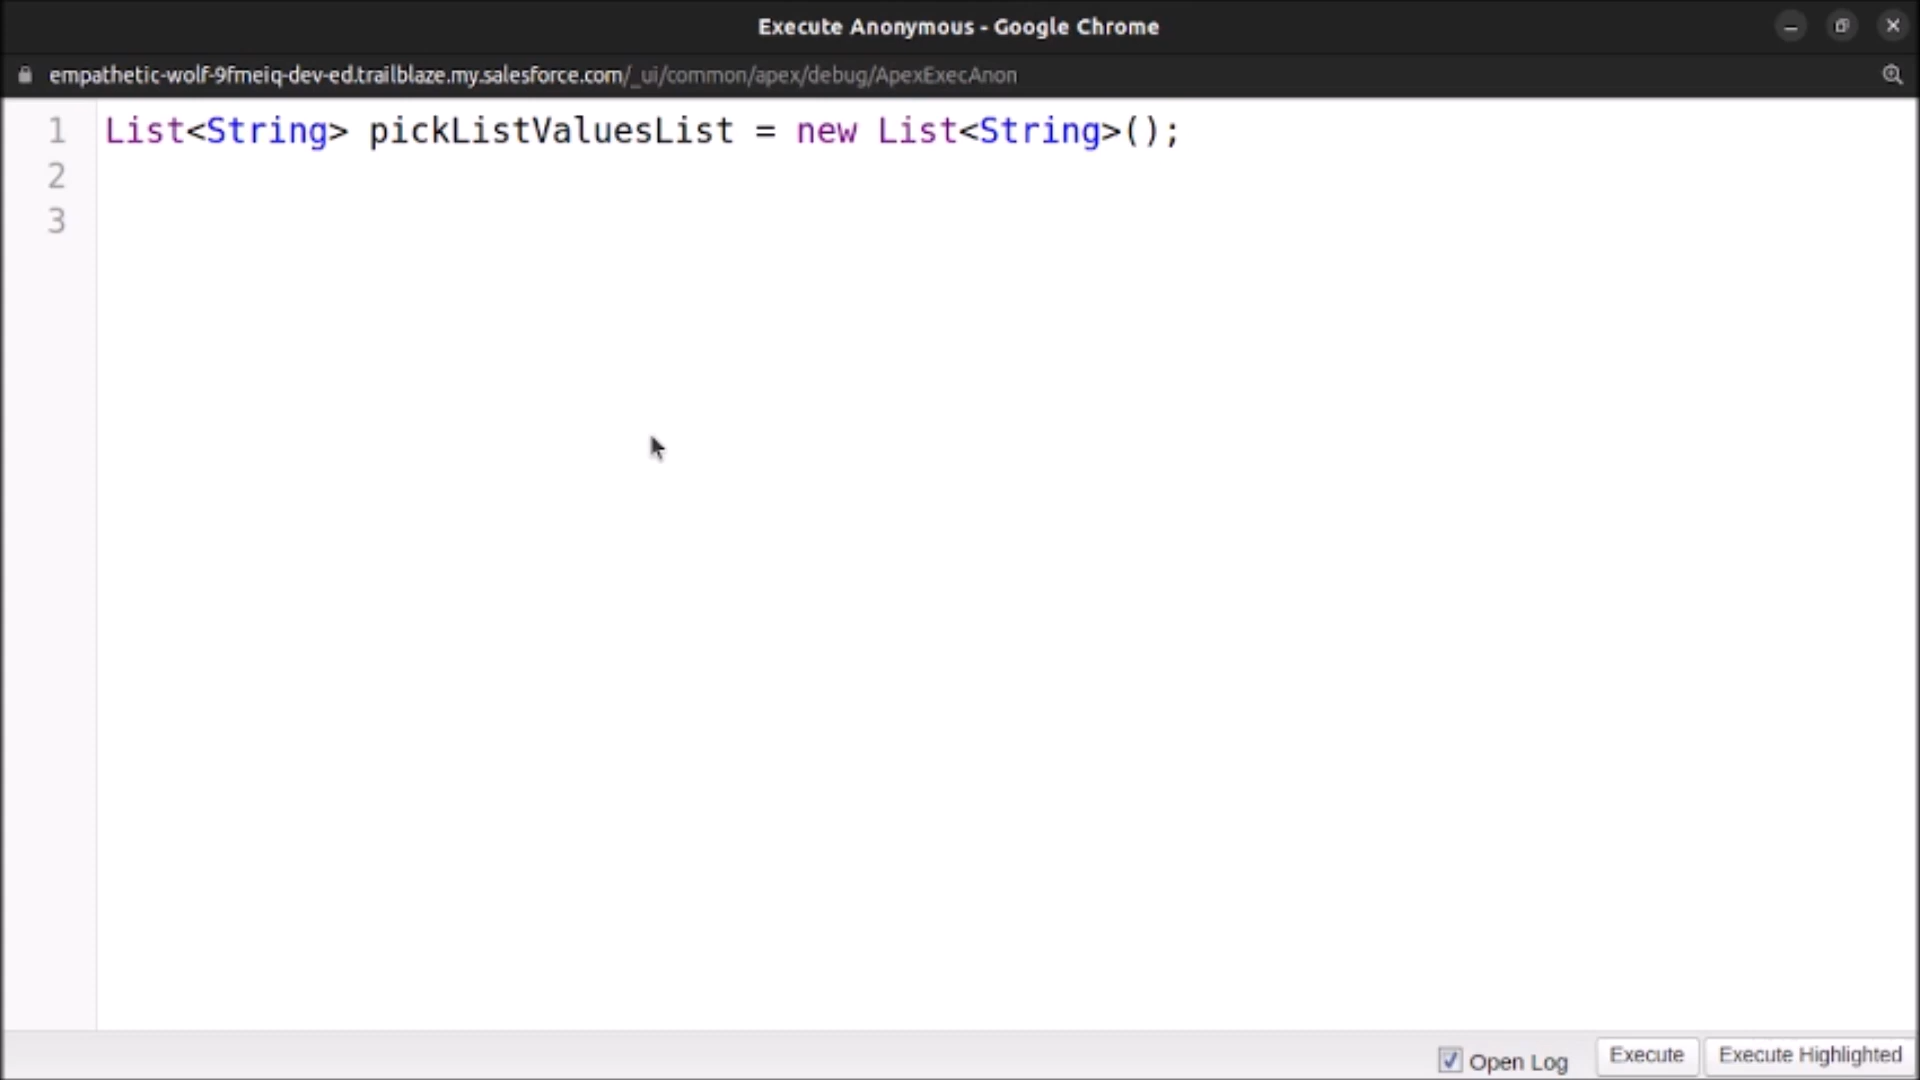 Execute Anonymous - Google Chrome
empathetic-wolf-9fmeiq-dev-ed.trailblaze.my.salesforce.com/_ui/common/apex/debug/ApexExecAnon
1 List<String> pickListValuesList = new List<String>();
2
3
Open Log Execute Execute Highlighted